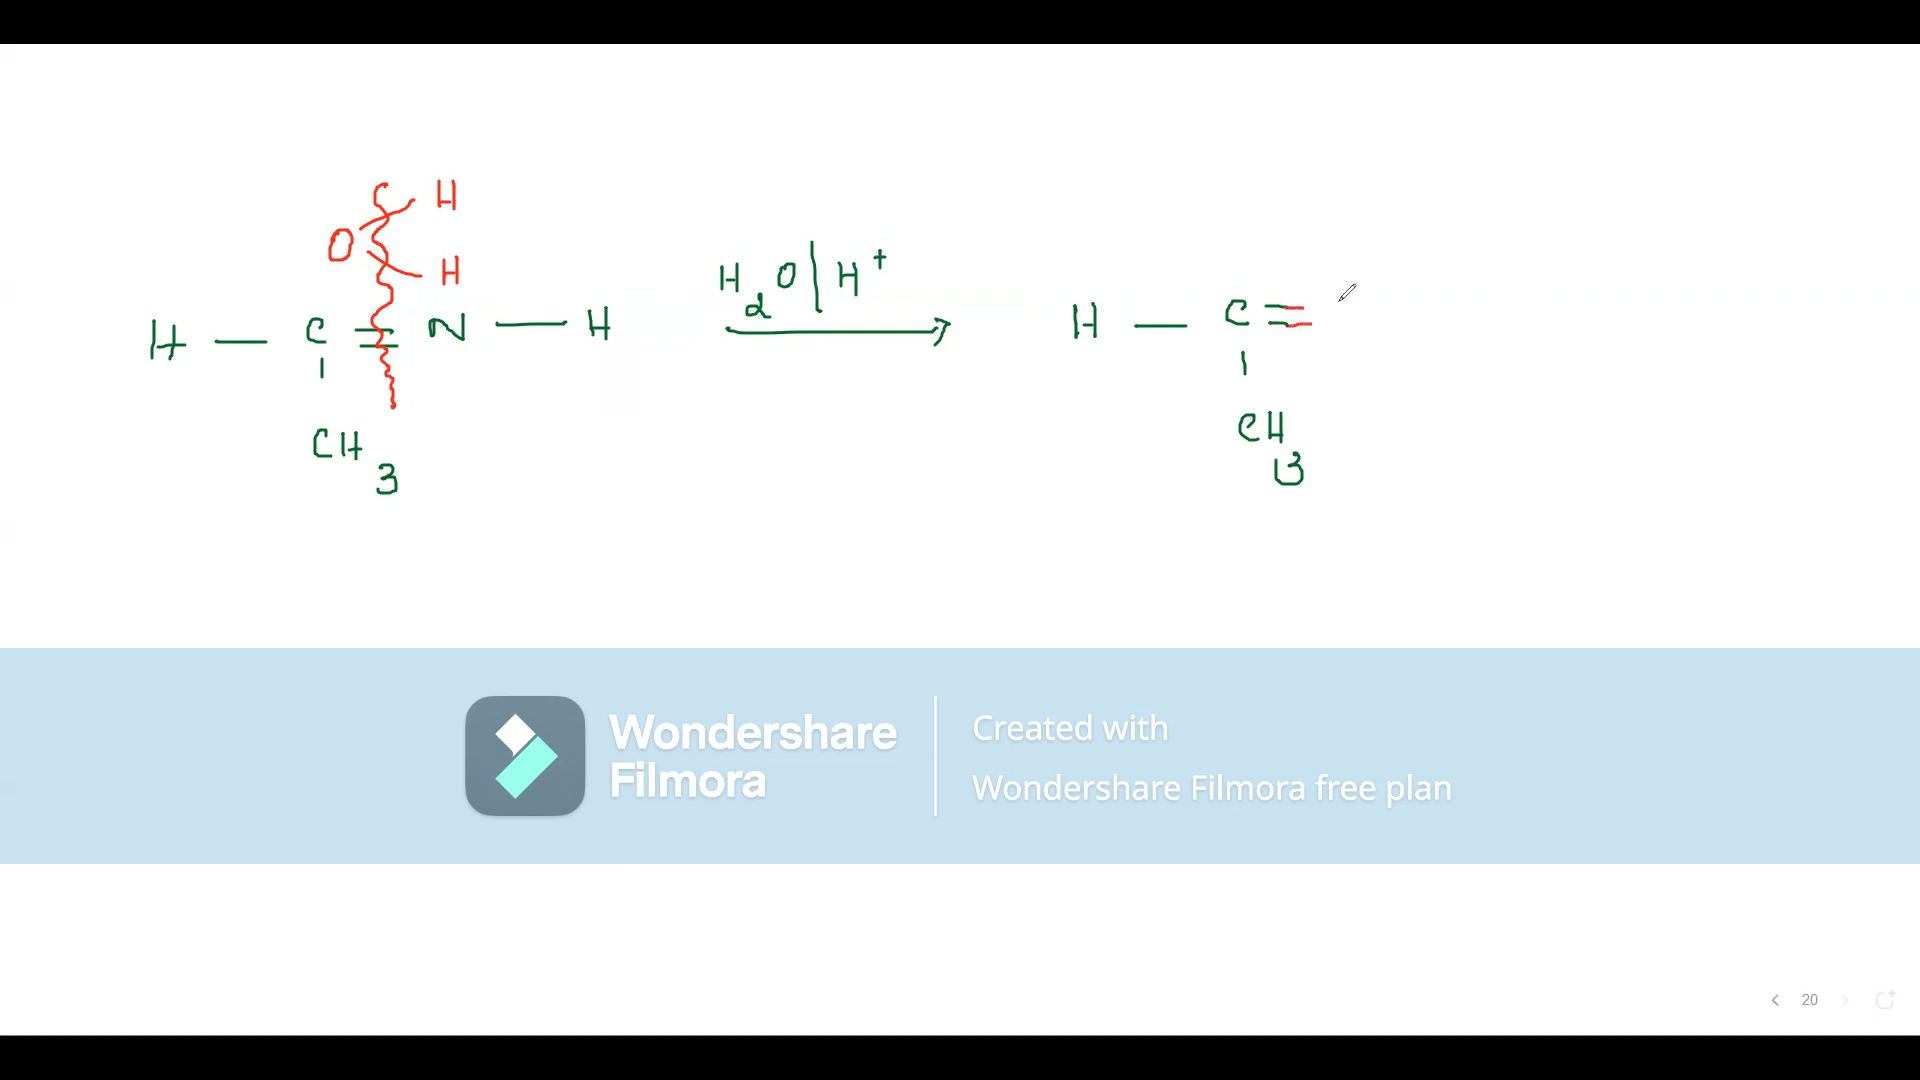 H
O
H
H — C = N — H
CH3
H2O | H+
H — C =
CH3
Wondershare
Filmora
Created with
Wondershare Filmora free plan
20